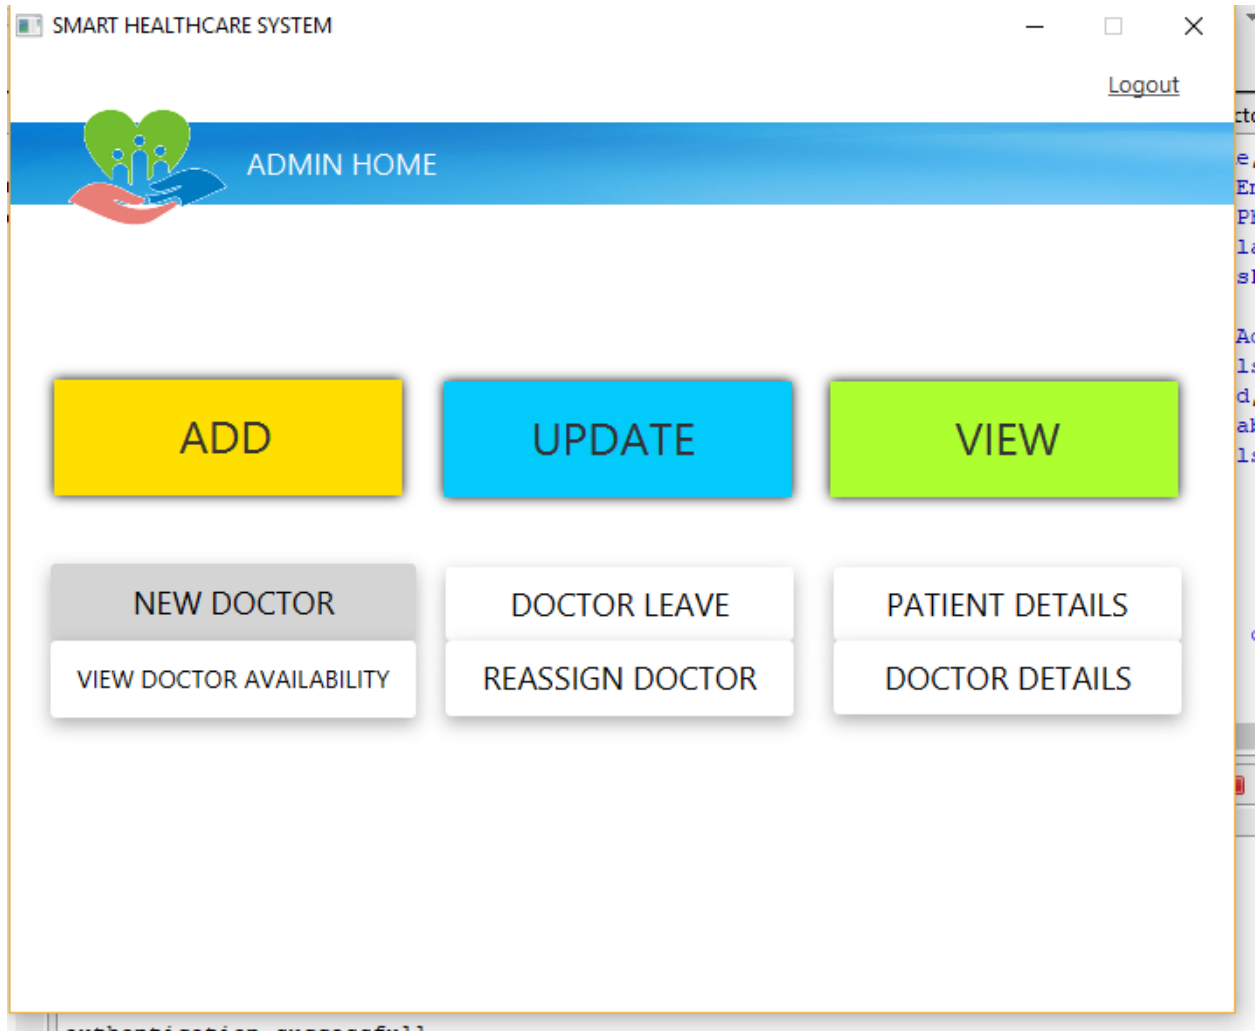 SMART HEALTHCARE SYSTEM
Logout
ADMIN HOME
ADD
UPDATE
VIEW
NEW DOCTOR
DOCTOR LEAVE
PATIENT DETAILS
VIEW DOCTOR AVAILABILITY
REASSIGN DOCTOR
DOCTOR DETAILS